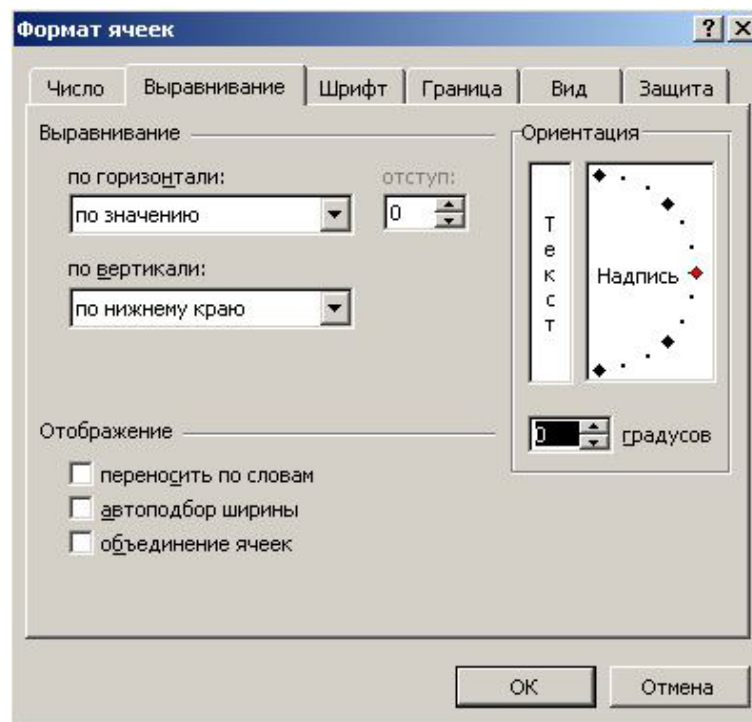 Формат ячеек
Число Выравнивание Шрифт Граница Вид Защита
Выравнивание
по горизонтали:
отступ:
по значению
0
по вертикали:
по нижнему краю
Ориентация
Текст
Надпись
0 градусов
Отображение
переносить по словам
автоподбор ширины
объединение ячеек
ОК Отмена